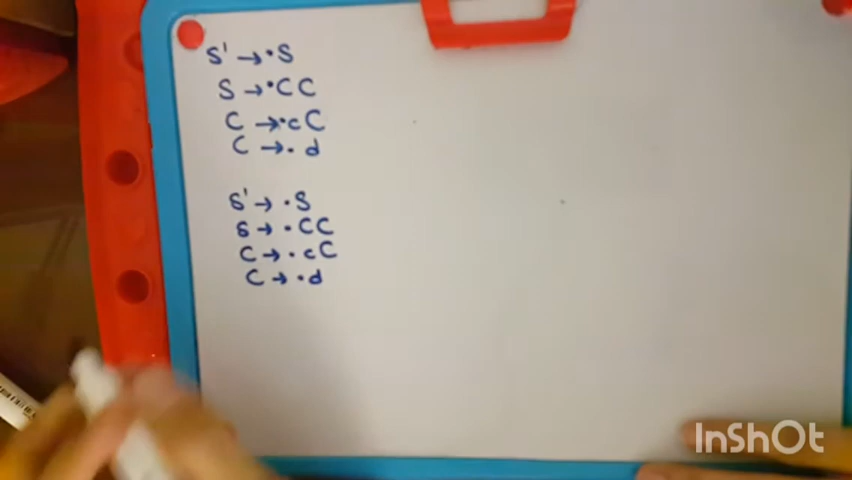 S' → ·S
S → ·CC
C → ·cC
C → ·d
S' → ·S
S → ·CC
C → ·cC
C → ·d
InShOt